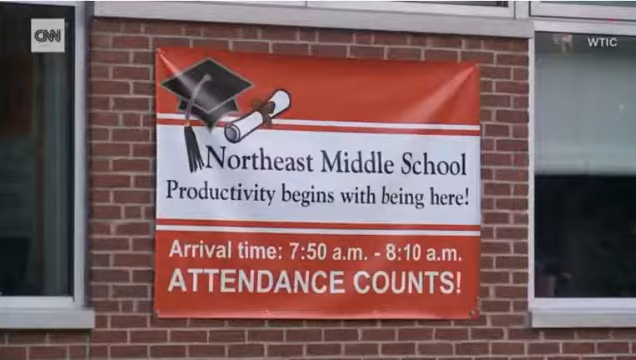 CNN
WTIC
Northeast Middle School
Productivity begins with being here!
Arrival time: 7:50 a.m. - 8:10 a.m.
ATTENDANCE COUNTS!